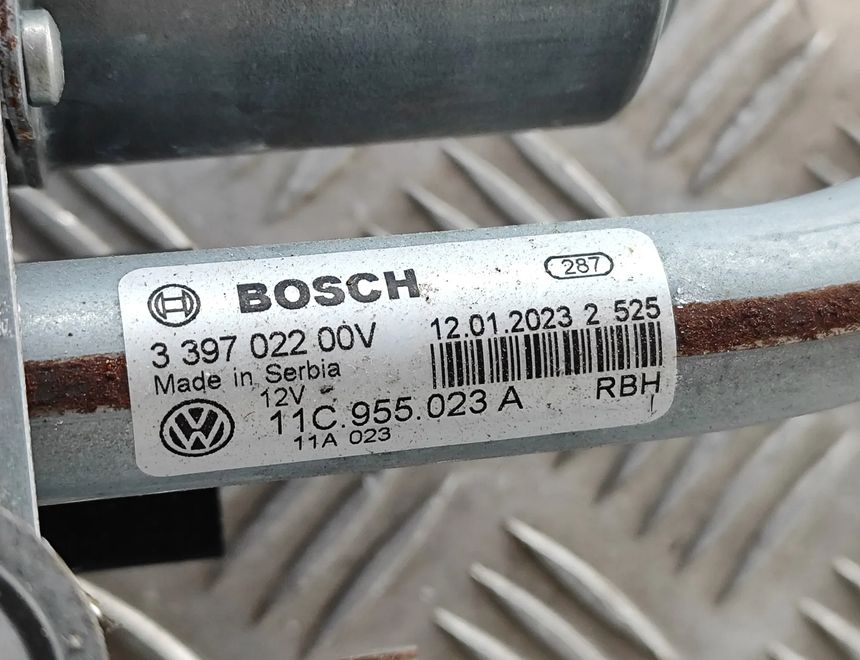 BOSCH 287
3 397 022 00V 12.01.2023 2 525
Made in Serbia
12V
11C.955.023 A RBH
11A 023